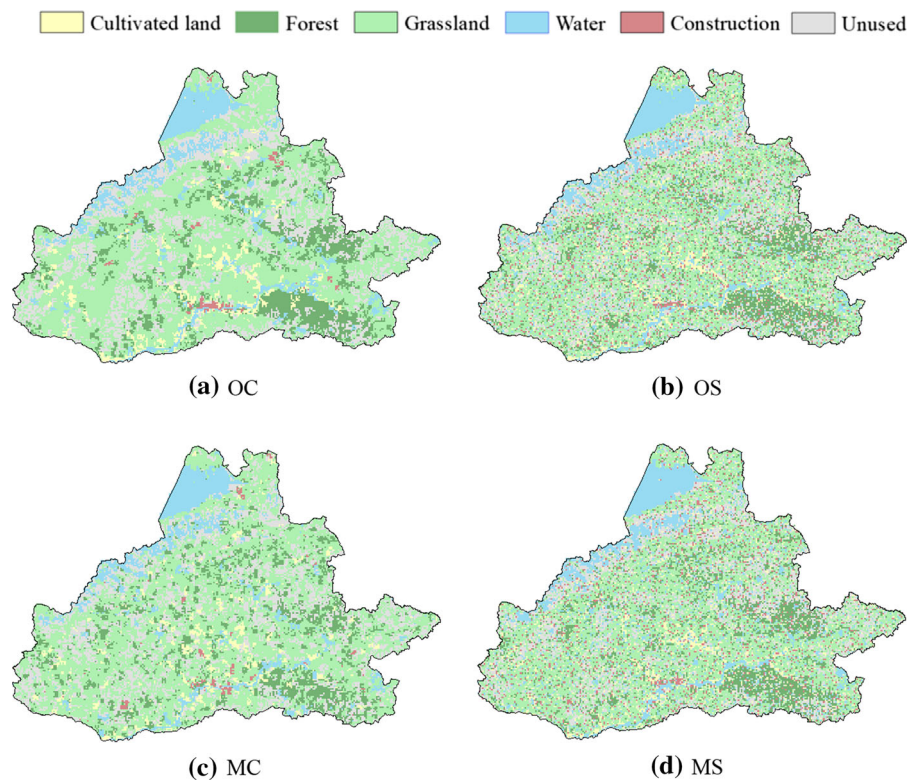 Cultivated land Forest Grassland Water Construction Unused
(a) OC (b) OS
(c) MC (d) MS